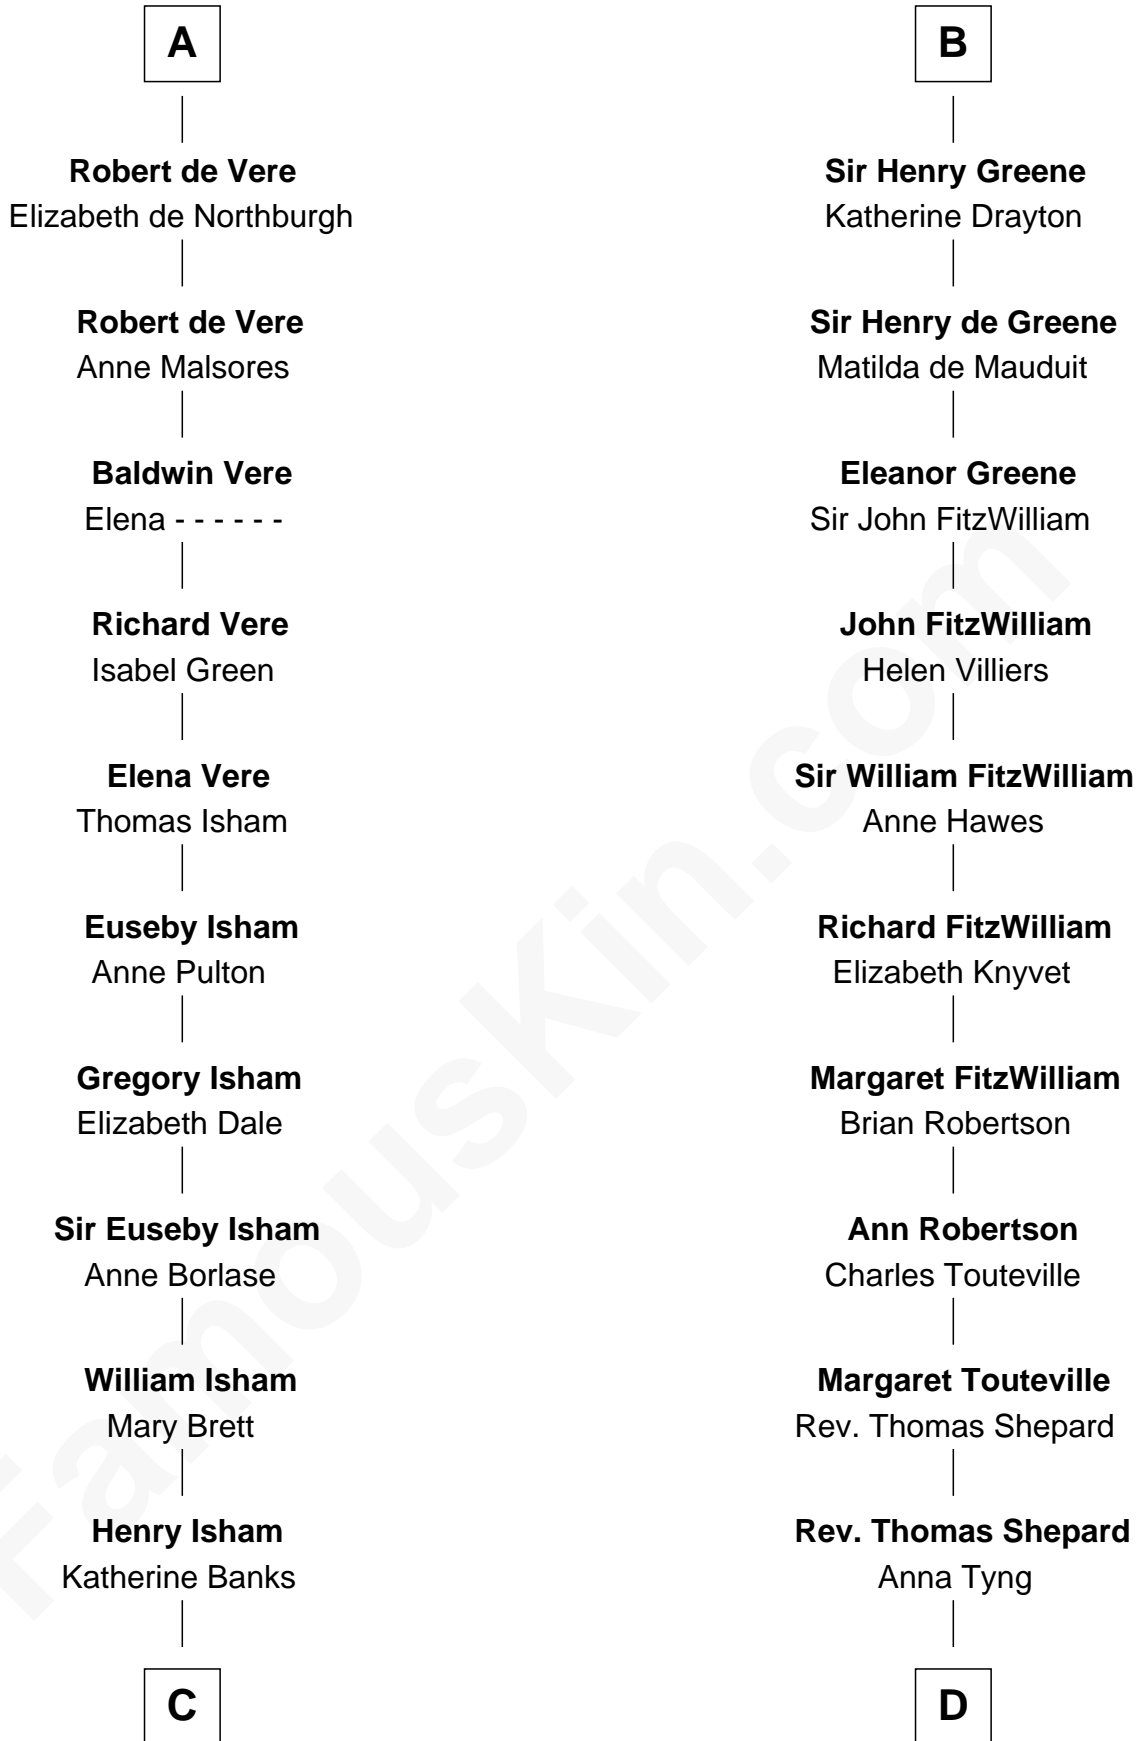 A
Robert de Vere
Elizabeth de Northburgh
Robert de Vere
Anne Malsores
Baldwin Vere
Elena - - - - - -
Richard Vere
Isabel Green
Elena Vere
Thomas Isham
Euseby Isham
Anne Pulton
Gregory Isham
Elizabeth Dale
Sir Euseby Isham
Anne Borlase
William Isham
Mary Brett
Henry Isham
Katherine Banks
C
B
Sir Henry Greene
Katherine Drayton
Sir Henry de Greene
Matilda de Mauduit
Eleanor Greene
Sir John FitzWilliam
John FitzWilliam
Helen Villiers
Sir William FitzWilliam
Anne Hawes
Richard FitzWilliam
Elizabeth Knyvet
Margaret FitzWilliam
Brian Robertson
Ann Robertson
Charles Touteville
Margaret Touteville
Rev. Thomas Shepard
Rev. Thomas Shepard
Anna Tyng
D
FamousKin.com